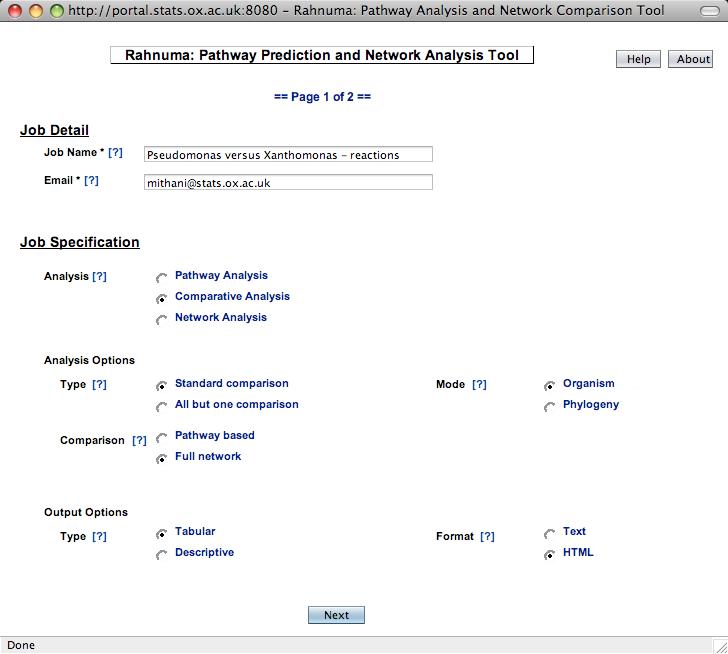 http://portal.stats.ox.ac.uk:8080 – Rahnuma: Pathway Analysis and Network Comparison Tool
Rahnuma: Pathway Prediction and Network Analysis Tool
Help About
== Page 1 of 2 ==
Job Detail
Job Name * [?] Pseudomonas versus Xanthomonas – reactions
Email * [?] mithani@stats.ox.ac.uk
Job Specification
Analysis [?] Pathway Analysis
Comparative Analysis
Network Analysis
Analysis Options
Type [?] Standard comparison Mode [?] Organism
All but one comparison Phylogeny
Comparison [?] Pathway based
Full network
Output Options
Type [?] Tabular Format [?] Text
Descriptive HTML
Next
Done